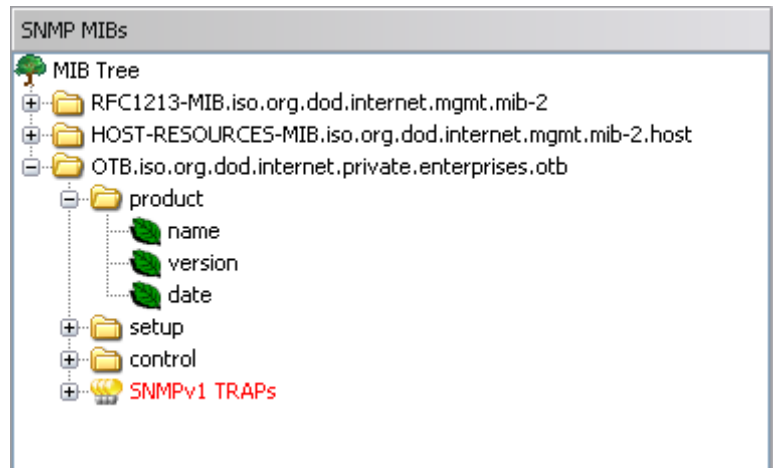 SNMP MIBs
MIB Tree
RFC1213-MIB.iso.org.dod.internet.mgmt.mib-2
HOST-RESOURCES-MIB.iso.org.dod.internet.mgmt.mib-2.host
OTB.iso.org.dod.internet.private.enterprises.otb
product
name
version
date
setup
control
SNMPv1 TRAPs